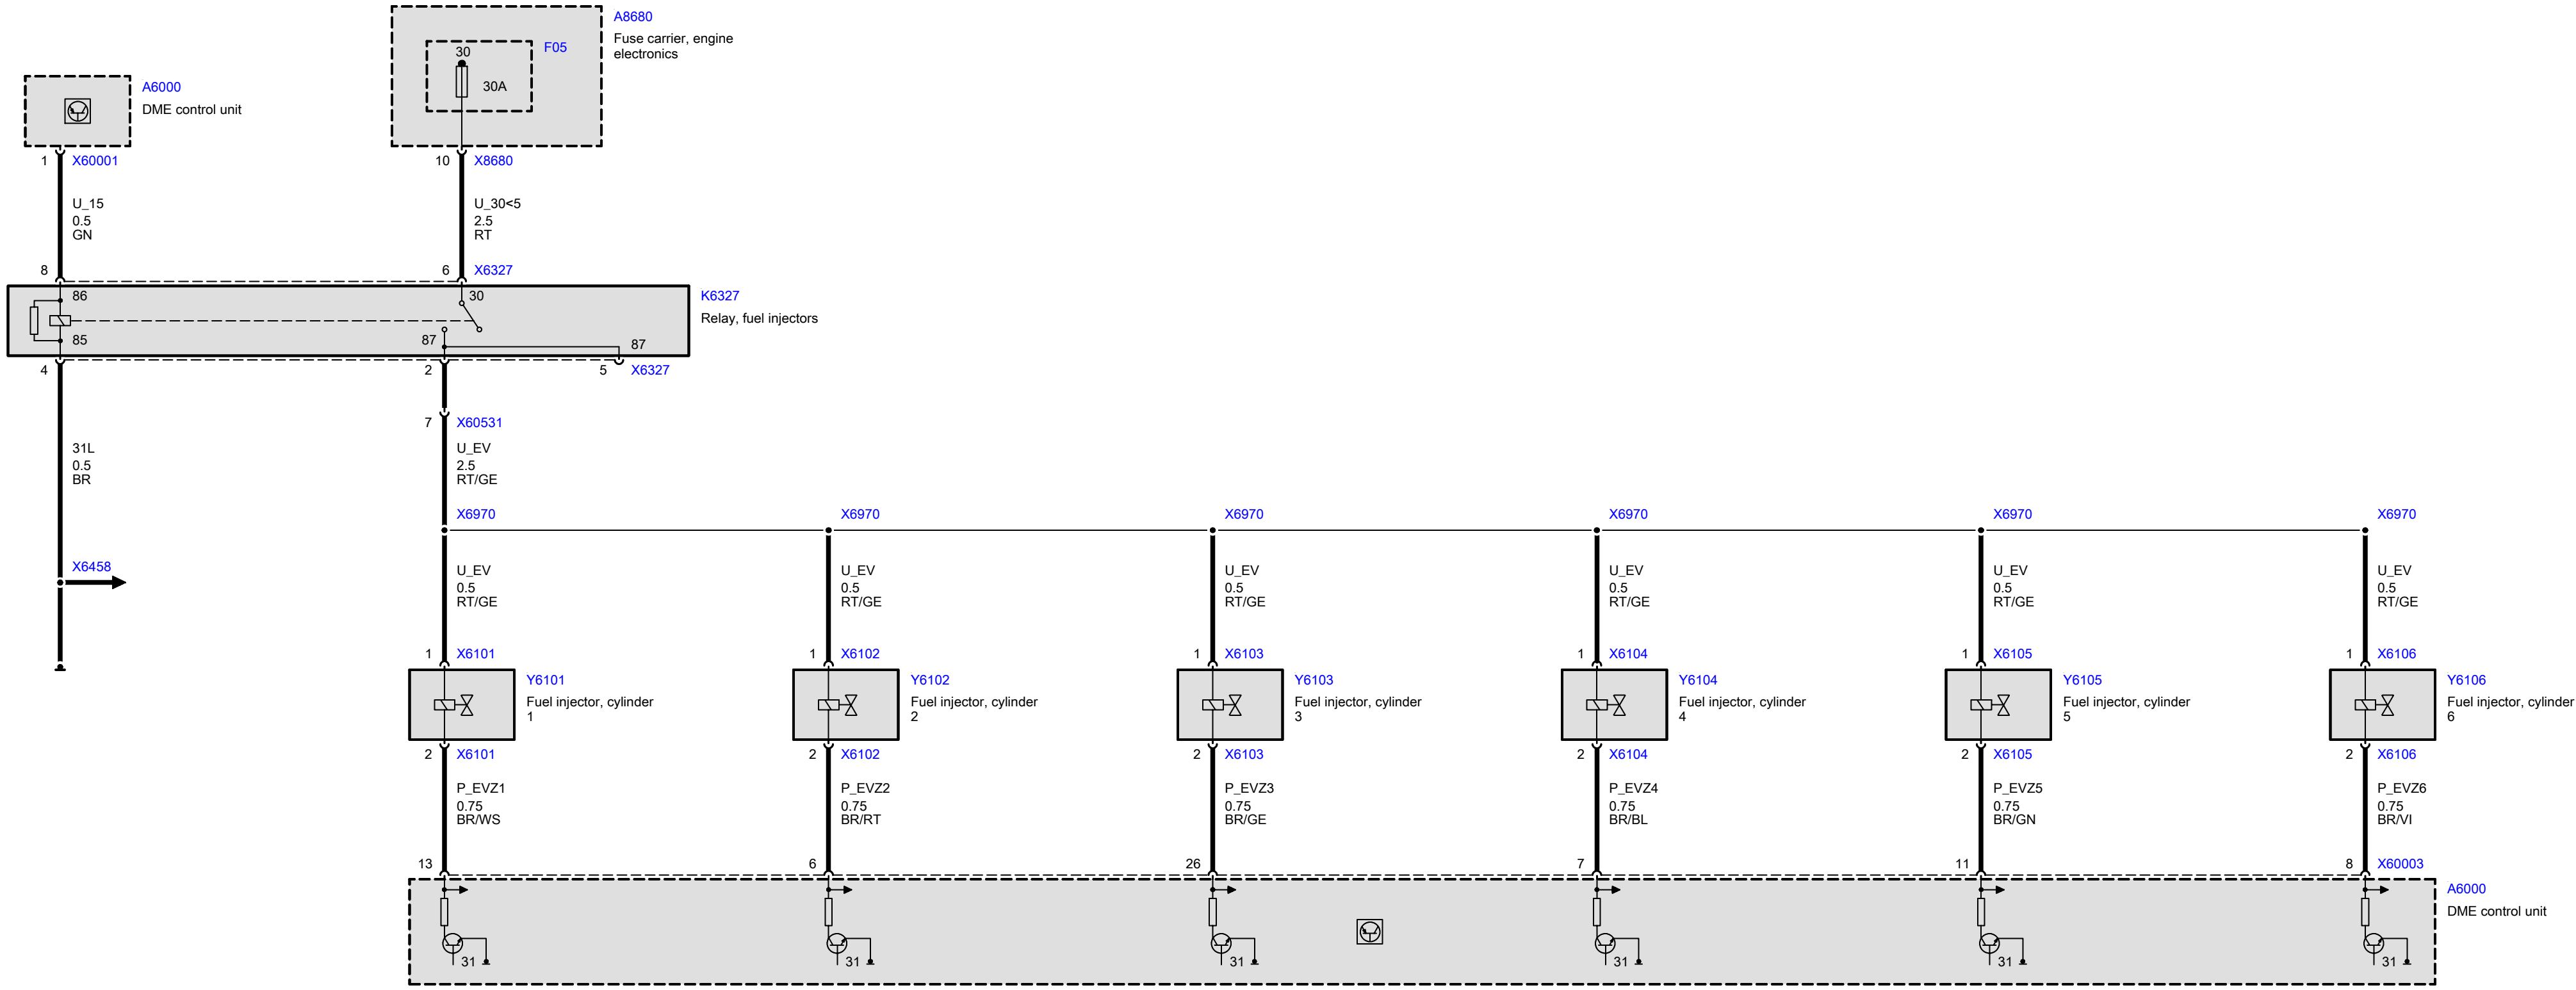 A8680
Fuse carrier, engine
electronics
F05
30
30A
A6000
DME control unit
1 X60001
10 X8680
U_15
0.5
GN
U_30<5
2.5
RT
8
6 X6327
86
30
K6327
Relay, fuel injectors
85
87
87
4
2
5 X6327
7 X60531
31L
0.5
BR
U_EV
2.5
RT/GE
X6970
X6970
X6970
X6970
X6970
X6970
X6458
U_EV
0.5
RT/GE
U_EV
0.5
RT/GE
U_EV
0.5
RT/GE
U_EV
0.5
RT/GE
U_EV
0.5
RT/GE
U_EV
0.5
RT/GE
1 X6101
1 X6102
1 X6103
1 X6104
1 X6105
1 X6106
Y6101
Fuel injector, cylinder
1
Y6102
Fuel injector, cylinder
2
Y6103
Fuel injector, cylinder
3
Y6104
Fuel injector, cylinder
4
Y6105
Fuel injector, cylinder
5
Y6106
Fuel injector, cylinder
6
2 X6101
2 X6102
2 X6103
2 X6104
2 X6105
2 X6106
P_EVZ1
0.75
BR/WS
P_EVZ2
0.75
BR/RT
P_EVZ3
0.75
BR/GE
P_EVZ4
0.75
BR/BL
P_EVZ5
0.75
BR/GN
P_EVZ6
0.75
BR/VI
13
6
26
7
11
8 X60003
A6000
DME control unit
31
31
31
31
31
31